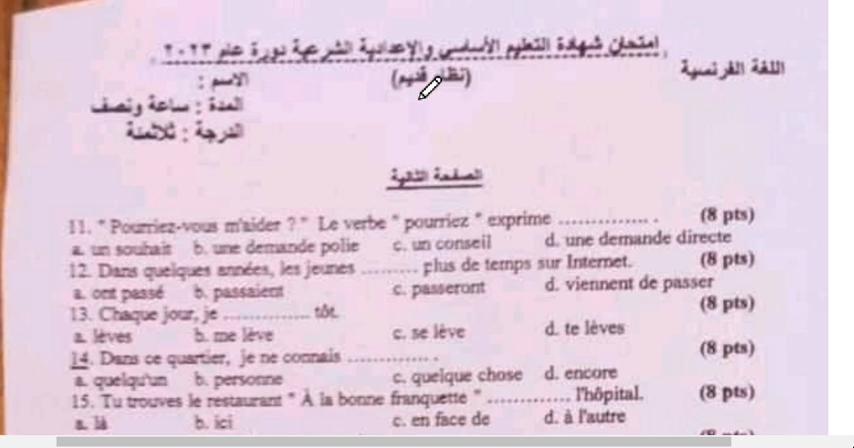 امتحان شهادة التعليم الأساسي والإعدادية الشرعية دورة عام ٢٠٢٣
اللغة الفرنسية
(نظام قديم)
الاسم :
المدة : ساعة ونصف
الدرجة : ثلاثمئة
الصفحة الثانية
11. " Pourriez-vous m'aider ? " Le verbe " pourriez " exprime ............... . (8 pts)
a. un souhait b. une demande polie c. un conseil d. une demande directe
12. Dans quelques années, les jeunes ......... plus de temps sur Internet. (8 pts)
a. ont passé b. passaient c. passeront d. viennent de passer
13. Chaque jour, je .............. tôt. (8 pts)
a. lèves b. me lève c. se lève d. te lèves
14. Dans ce quartier, je ne connais .............. . (8 pts)
a. quelqu'un b. personne c. quelque chose d. encore
15. Tu trouves le restaurant " À la bonne franquette " ............. l'hôpital. (8 pts)
a. là b. ici c. en face de d. à l'autre